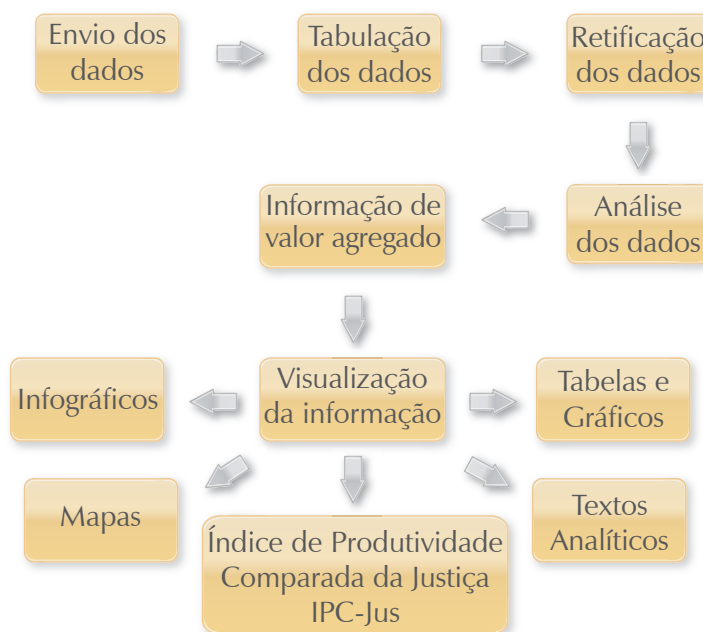 Envio dos
dados
Tabulação
dos dados
Retificação
dos dados
Análise
dos dados
Informação de
valor agregado
Visualização
da informação
Infográficos
Tabelas e
Gráficos
Mapas
Índice de Produtividade
Comparada da Justiça
IPC-Jus
Textos
Analíticos